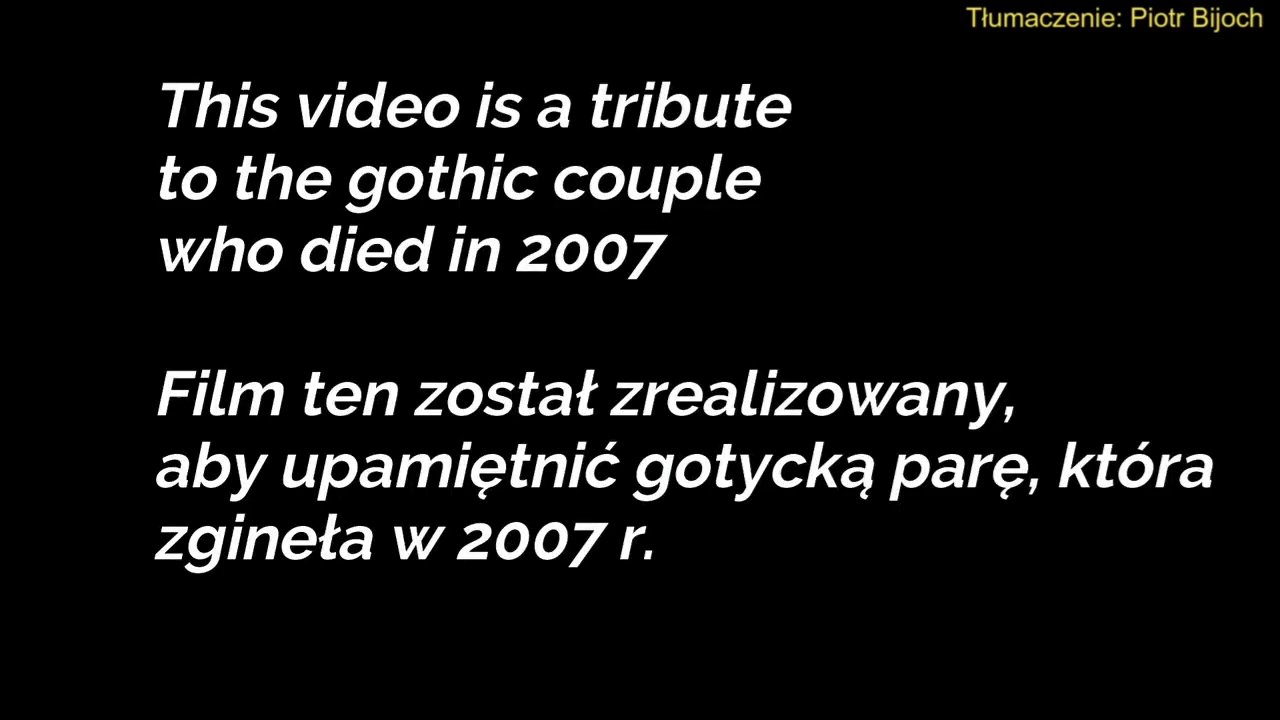 Tłumaczenie: Piotr Bijoch
This video is a tribute
to the gothic couple
who died in 2007
Film ten został zrealizowany,
aby upamiętnić gotycką parę, która
zgineła w 2007 r.